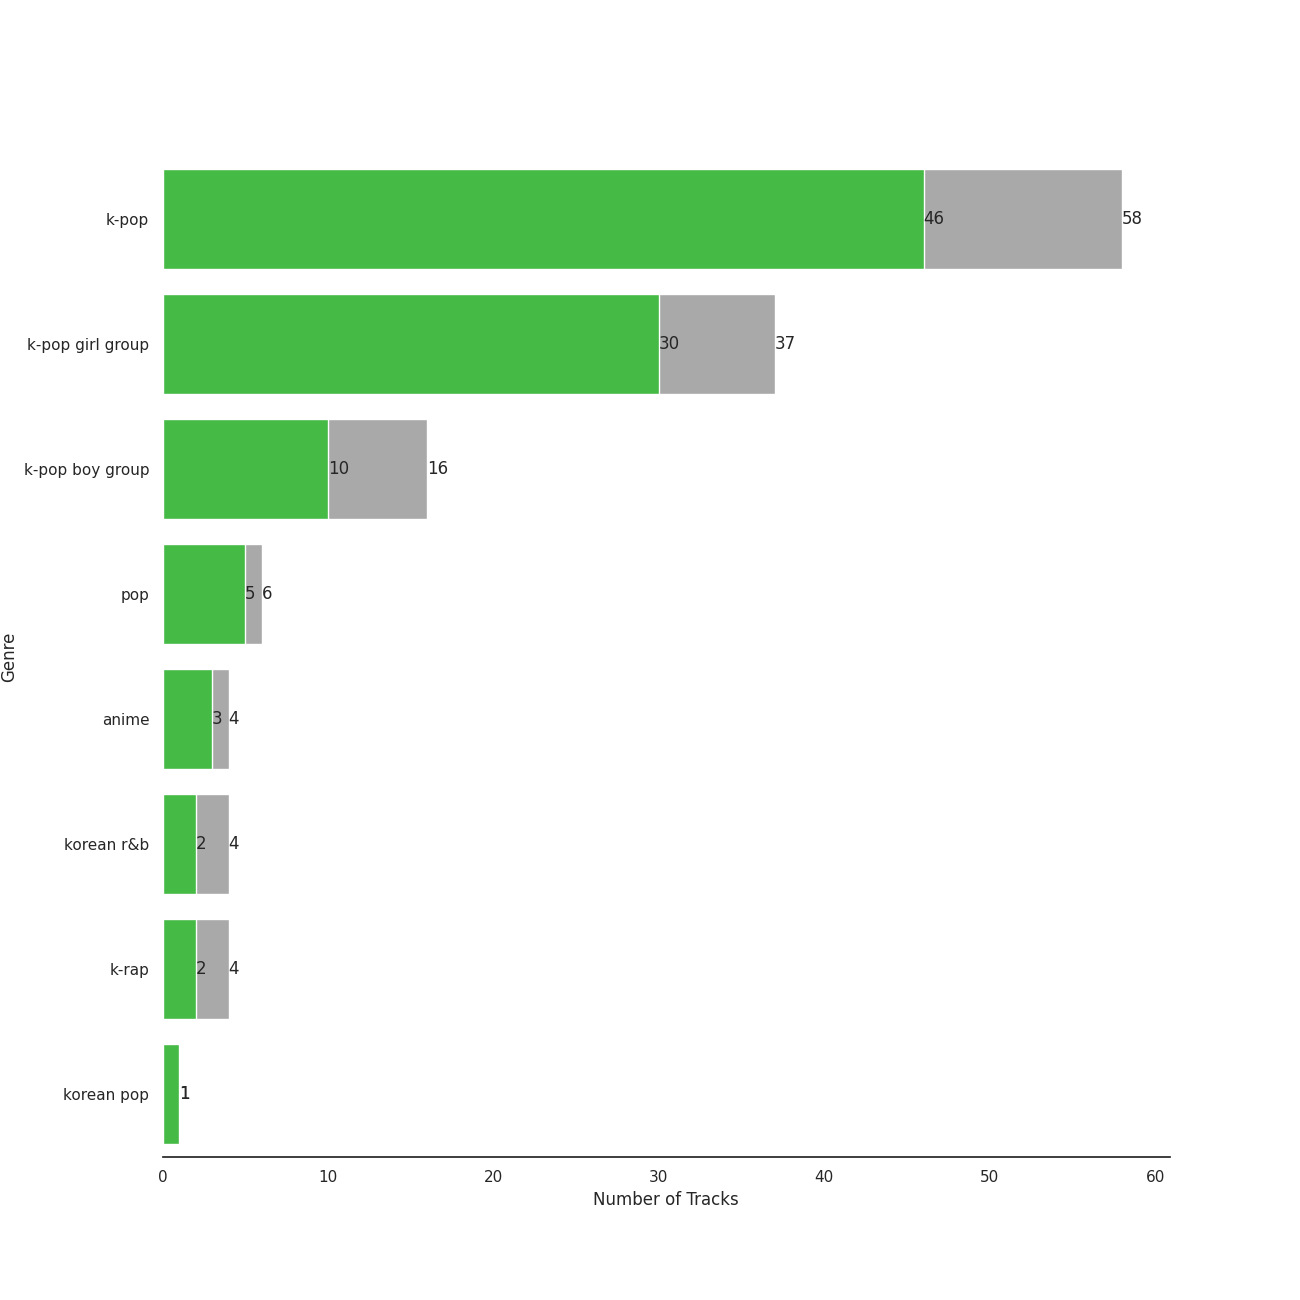 k-pop 46 58
k-pop girl group 30 37
k-pop boy group 10 16
pop 5 6
anime 3 4
Genre
korean r&b 2 4
k-rap 2 4
korean pop 1
0 10 20 30 40 50 60
Number of Tracks